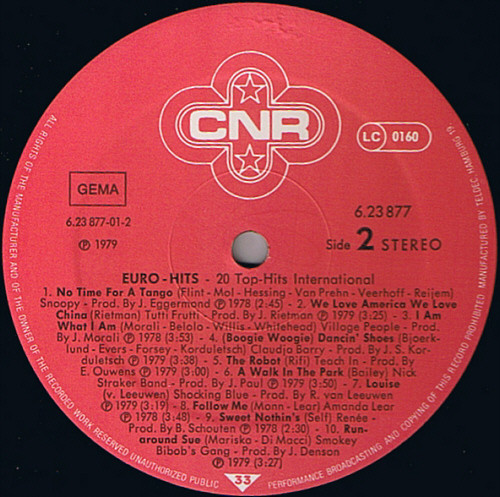 CNR
LC 0160
GEMA
6.23 877-01-2
℗ 1979
6.23 877
Side 2 STEREO
EURO-HITS - 20 Top-Hits International
1. No Time For A Tango (Flint - Mol - Hessing - Van Prehn - Veerhoff - Reijem)
Snoopy - Prod. By J. Eggermond ℗ 1978 (2:45) - 2. We Love America We Love
China (Rietman) Tutti Frutti - Prod. By J. Rietman ℗ 1979 (3:25) - 3. I Am
What I Am (Morali - Belolo - Willis - Whitehead) Village People - Prod.
By J. Morali ℗ 1978 (3:53) - 4. (Boogie Woogie) Dancin' Shoes (Bjoerk-
lund - Evers - Forsey - Korduletsch) Claudja Barry - Prod. By J. S. Kor-
duletsch ℗ 1979 (3:38) - 5. The Robot (Rifi) Teach In - Prod. By
E. Ouwens ℗ 1979 (3:00) - 6. A Walk In The Park (Bailey) Nick
Straker Band - Prod. By J. Paul ℗ 1979 (3:50) - 7. Louise
(v. Leeuwen) Shocking Blue - Prod. By R. van Leeuwen
℗ 1979 (3:19) - 8. Follow Me (Monn - Lear) Amanda Lear
℗ 1978 (3:48) - 9. Sweet Nothin's (Self) Renée -
Prod. By B. Schouten ℗ 1978 (2:30) - 10. Run-
around Sue (Mariska - Di Macci) Smokey
Bibob's Gang - Prod. By J. Denson
℗ 1979 (3:27)
33
ALL RIGHTS OF THE MANUFACTURER AND OF THE OWNER OF THE RECORDED WORK RESERVED UNAUTHORIZED PUBLIC PERFORMANCE BROADCASTING AND COPYING OF THIS RECORD PROHIBITED MANUFACTURED BY TELDEC, HAMBURG 19.